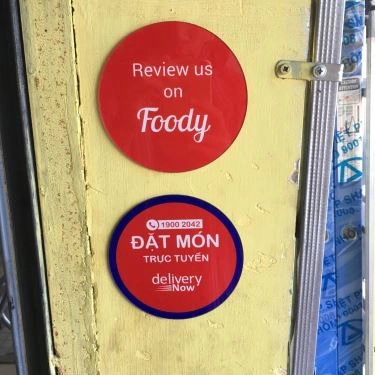 Review us
on
Foody
1900 2042
ĐẶT MÓN
TRỰC TUYẾN
delivery
Now